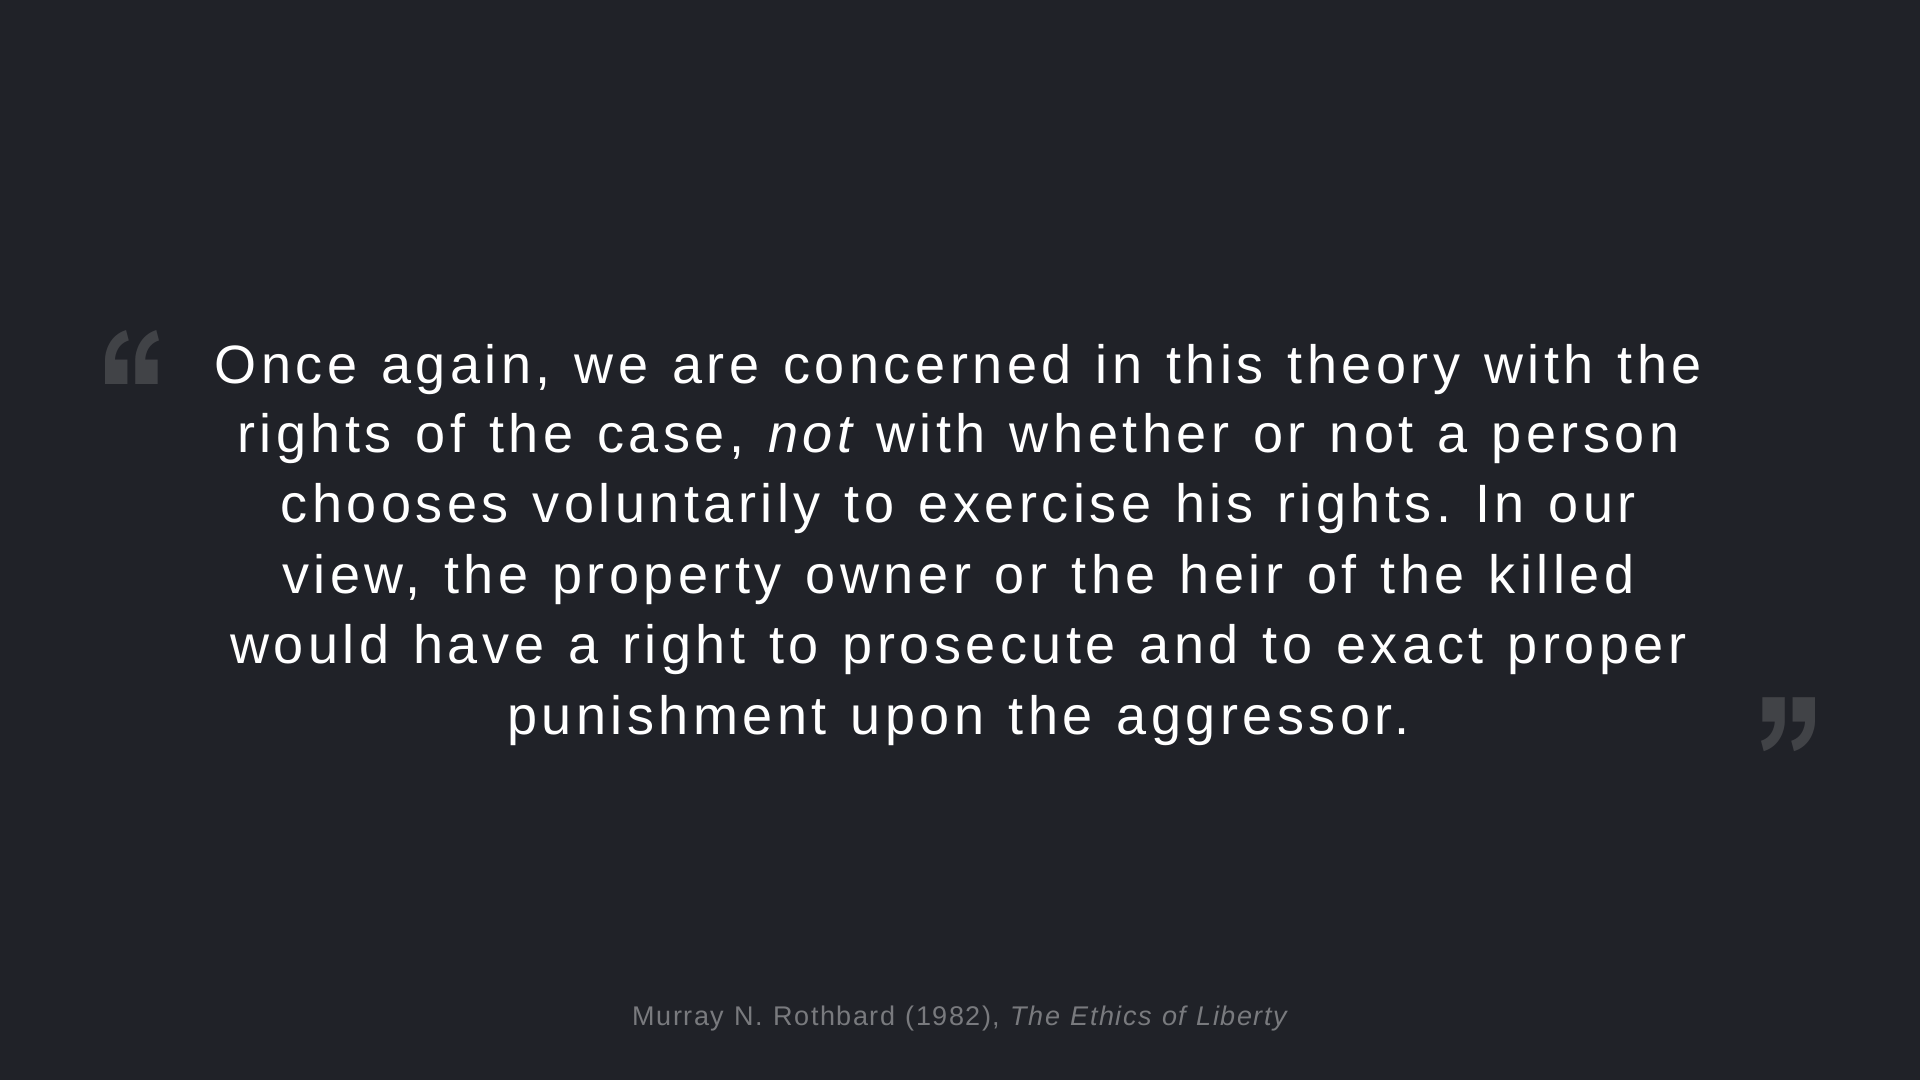 “ Once again, we are concerned in this theory with the
rights of the case, not with whether or not a person
chooses voluntarily to exercise his rights. In our
view, the property owner or the heir of the killed
would have a right to prosecute and to exact proper
punishment upon the aggressor. ”
Murray N. Rothbard (1982), The Ethics of Liberty